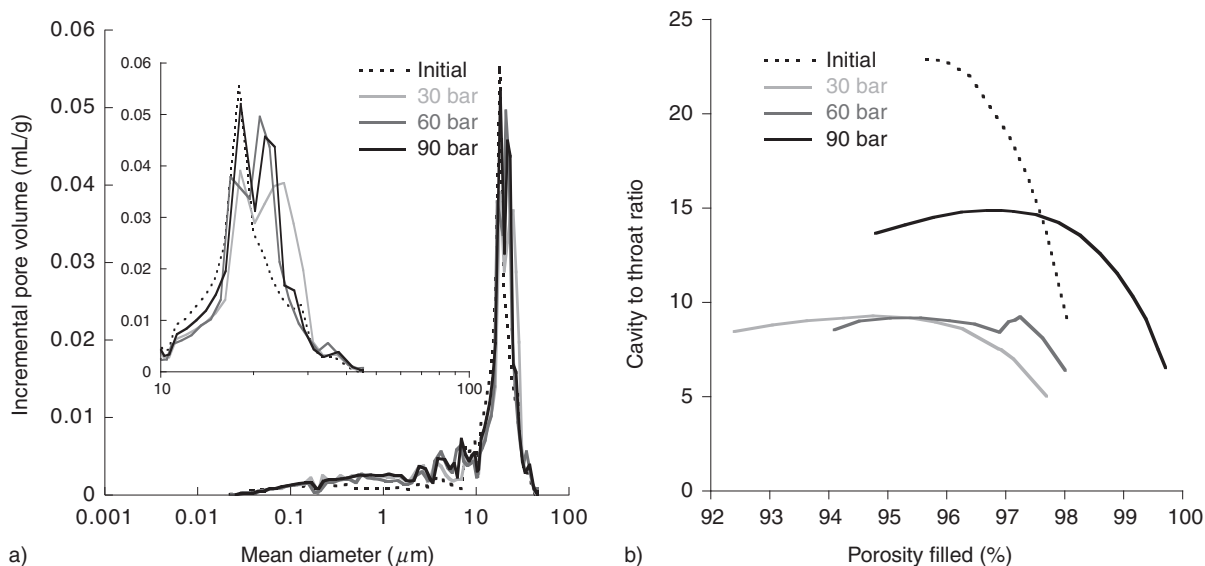 0.06
0.05
0.04
0.03
0.02
0.01
0
Incremental pore volume (mL/g)
0.06
0.05
0.04
0.03
0.02
0.01
0
10
100
Initial
30 bar
60 bar
90 bar
0.001
0.01
0.1
1
10
100
a)
Mean diameter (μm)
25
20
15
10
5
0
Cavity to throat ratio
Initial
30 bar
60 bar
90 bar
92
93
94
95
96
97
98
99
100
b)
Porosity filled (%)